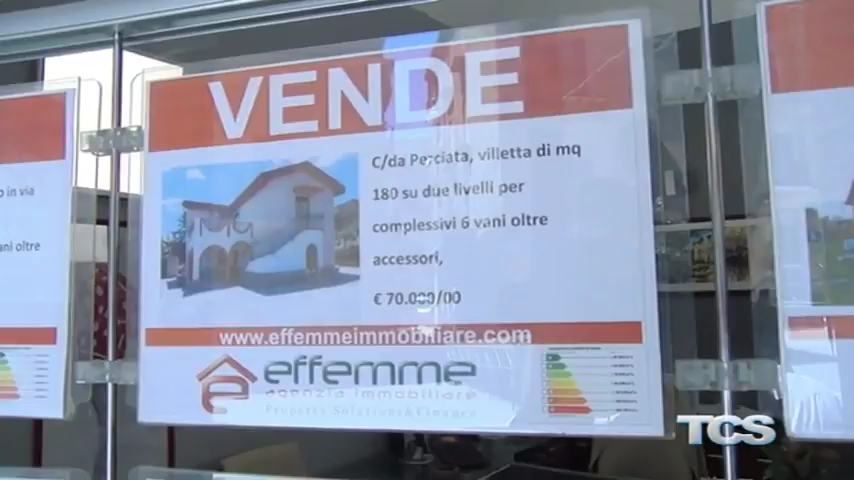 VENDE
C/da Perciata, villetta di mq
180 su due livelli per
complessivi 6 vani oltre
accessori,
€ 70.000/00
www.effemmeimmobiliare.com
effemme
agenzia immobiliare
Property Solutions & Finance
o in via
ani oltre
TCS